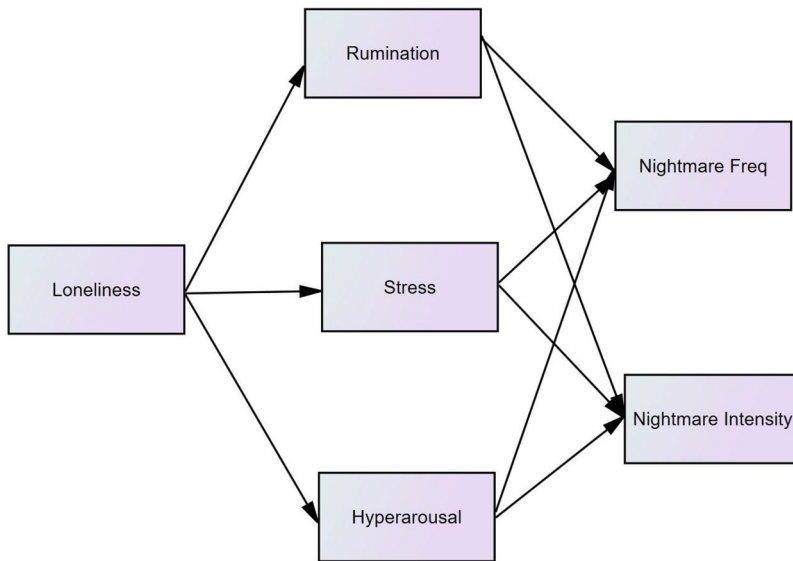 Rumination
Nightmare Freq
Loneliness
Stress
Nightmare Intensity
Hyperarousal